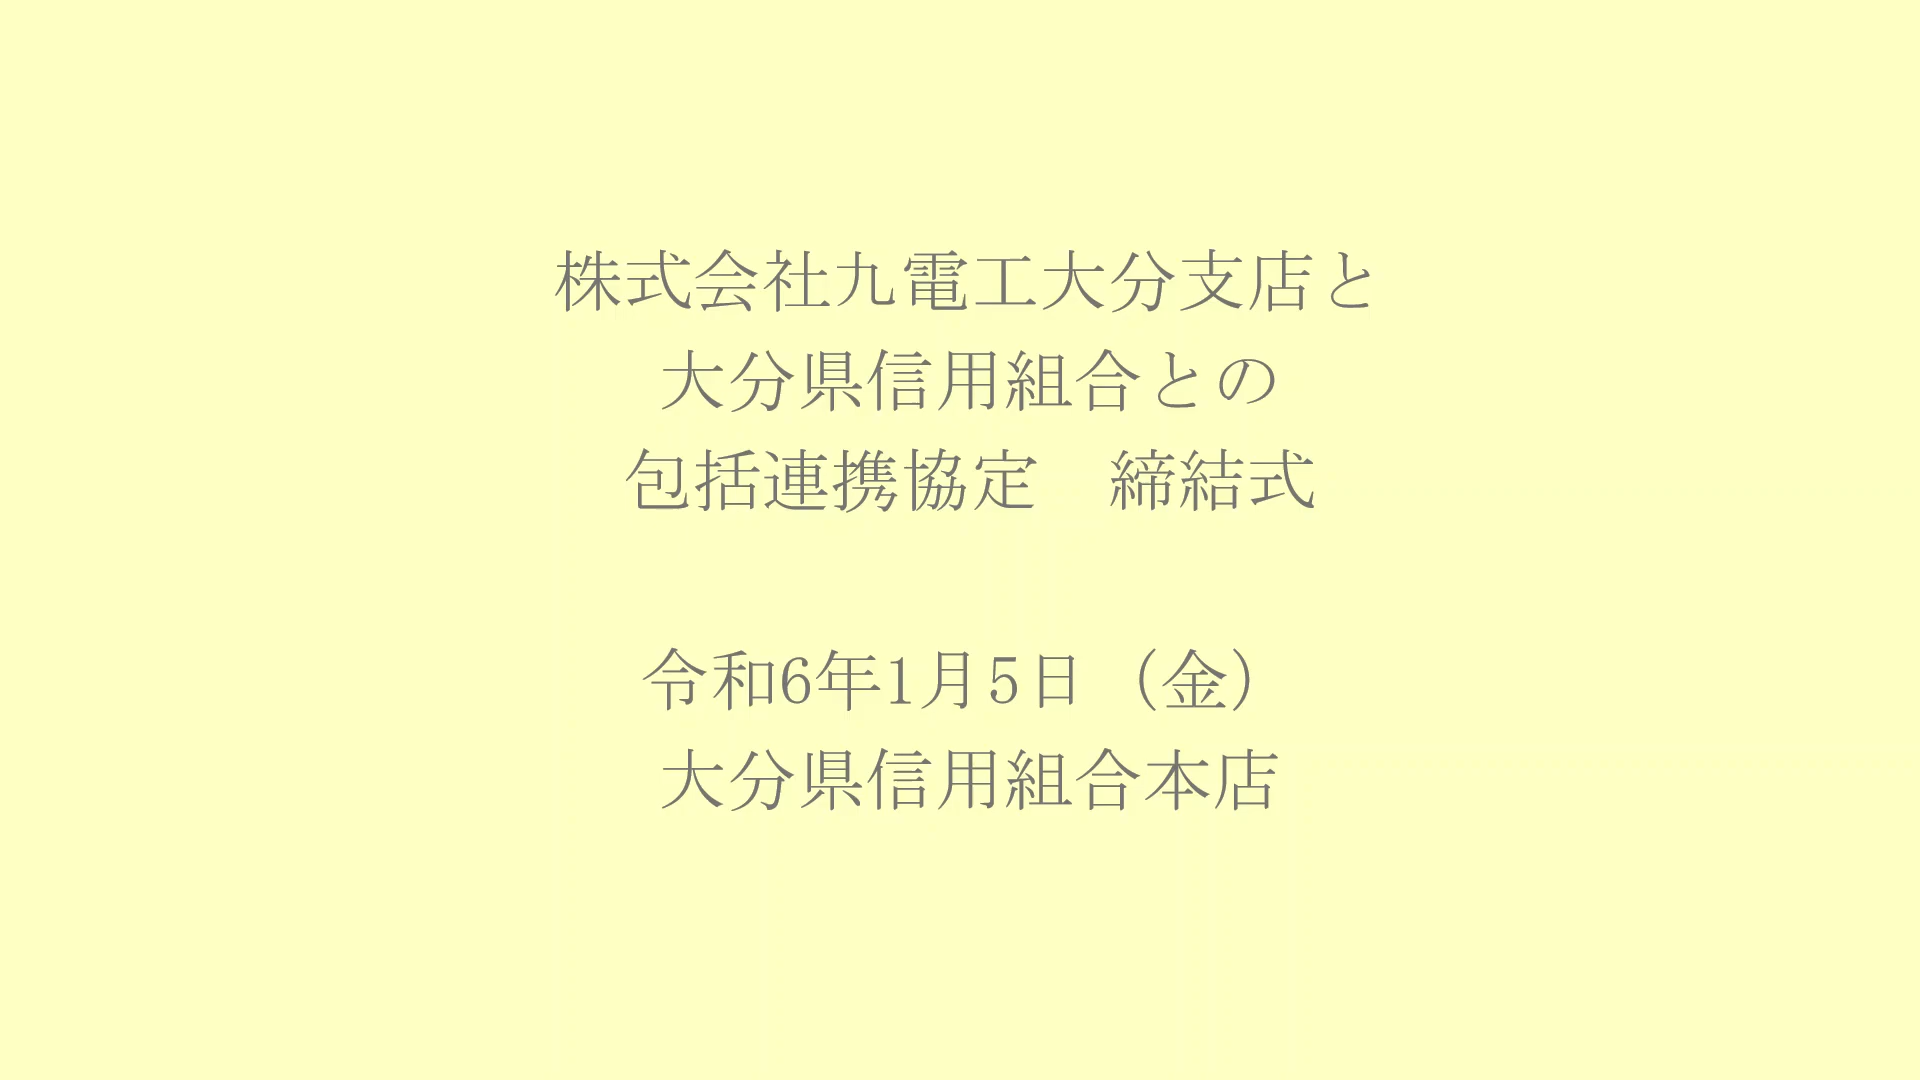 株式会社九電工大分支店と
大分県信用組合との
包括連携協定　締結式
令和6年1月5日（金）
大分県信用組合本店